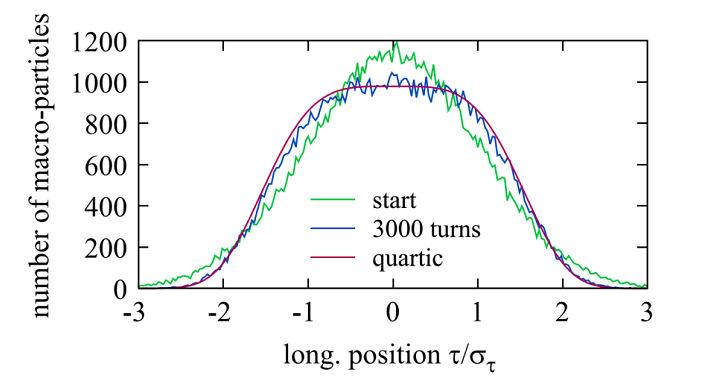 number of macro-particles
1200
1000
800
600
400
200
0
start
3000 turns
quartic
-3 -2 -1 0 1 2 3
long. position τ/στ